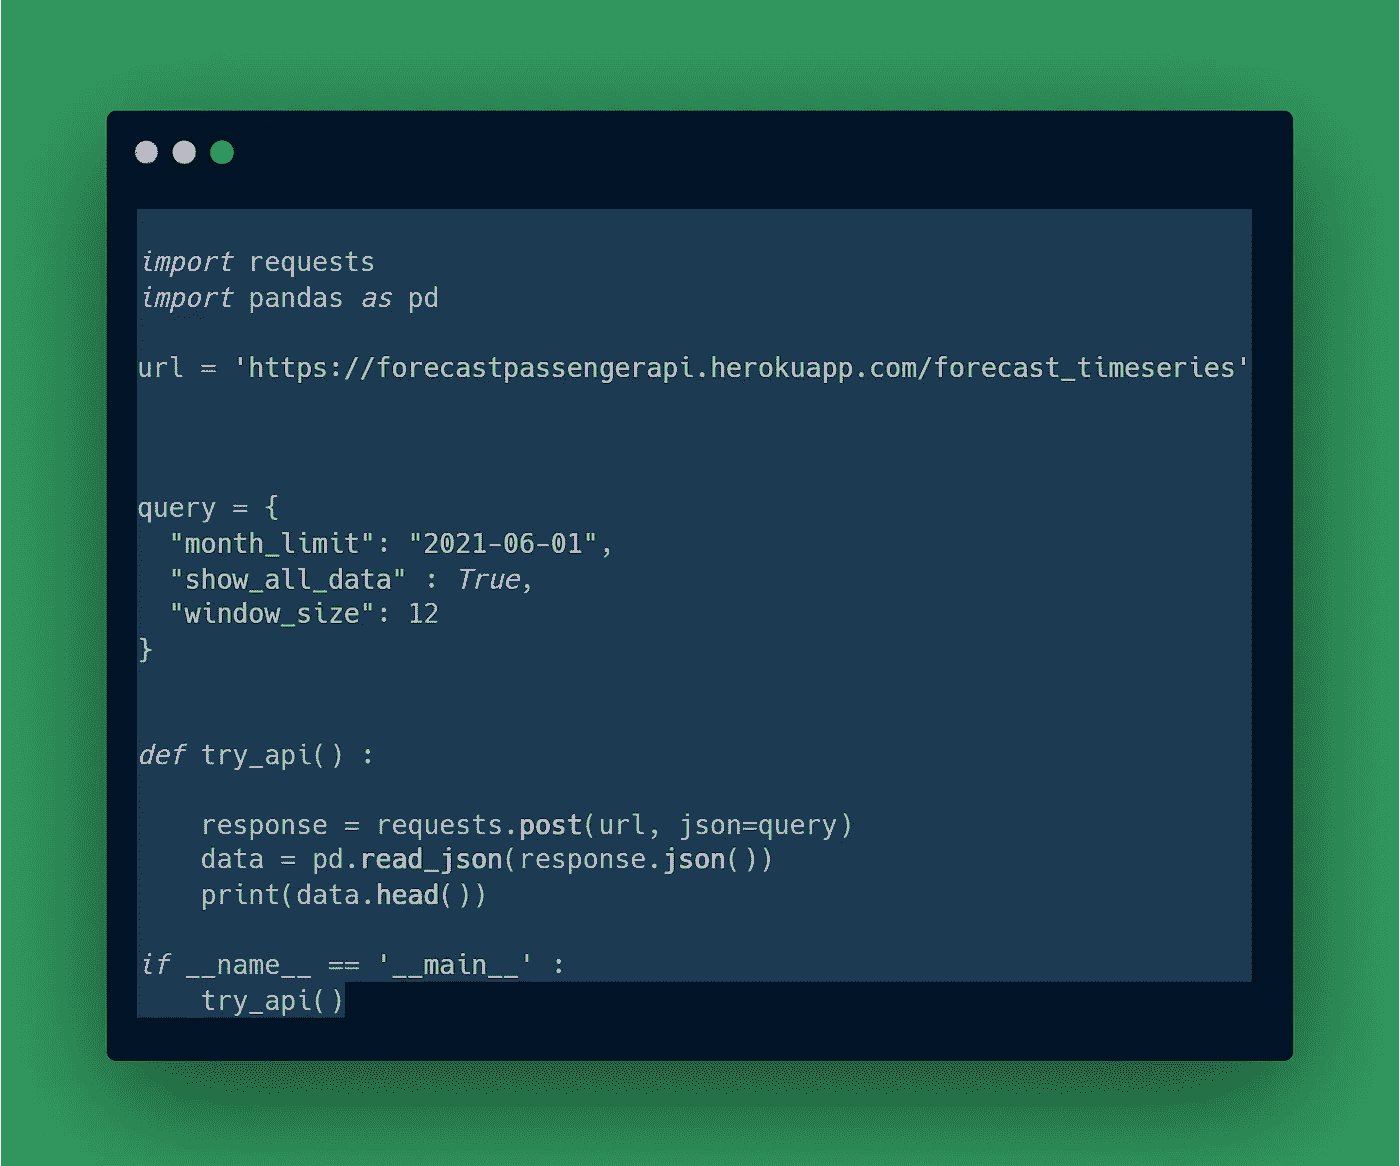 import requests
import pandas as pd
url = 'https://forecastpassengerapi.herokuapp.com/forecast_timeseries'
query = {
  "month_limit": "2021-06-01",
  "show_all_data" : True,
  "window_size": 12
}
def try_api() :
    response = requests.post(url, json=query)
    data = pd.read_json(response.json())
    print(data.head())
if __name__ == '__main__' :
    try_api()